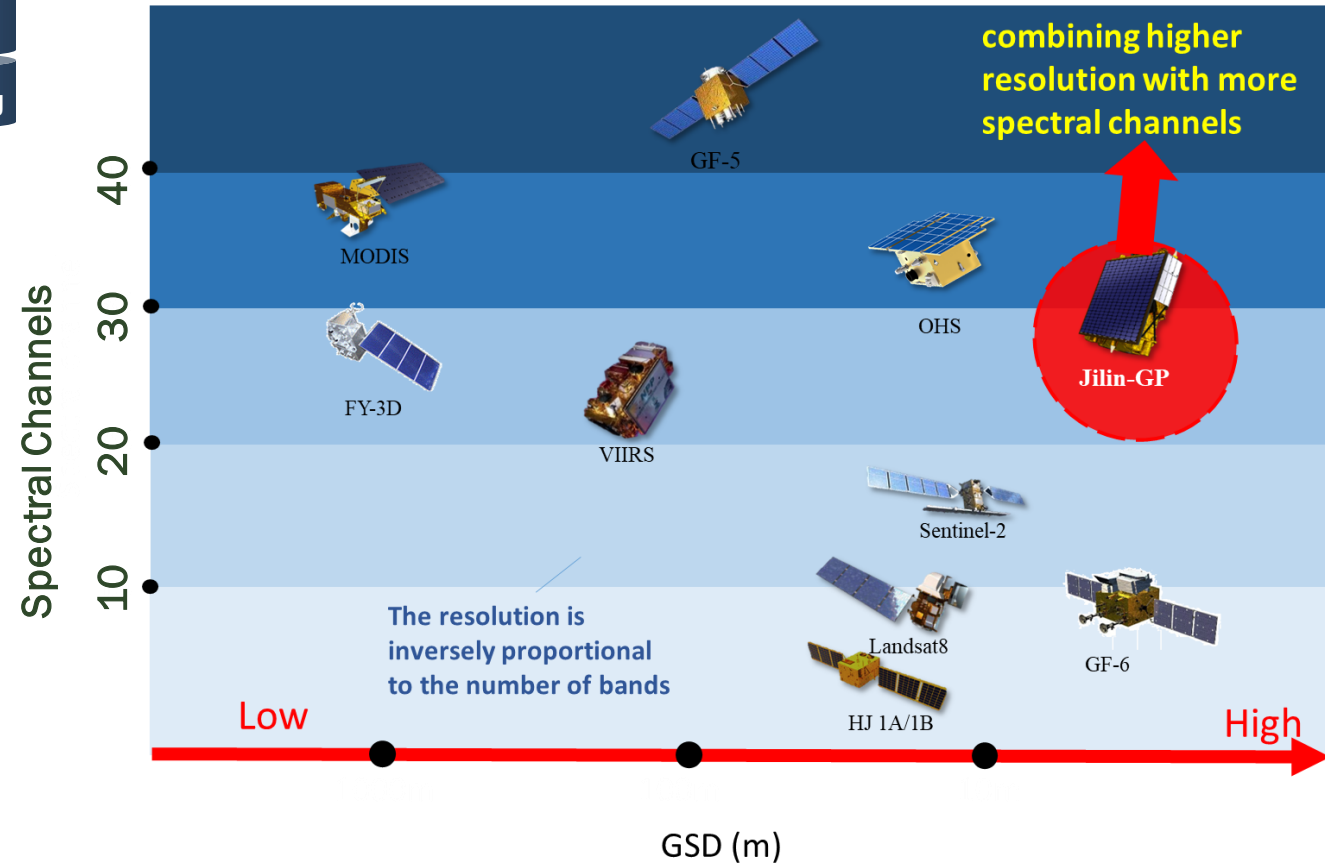 combining higher
resolution with more
spectral channels
GF-5
40
MODIS
30
OHS
Jilin-GP
FY-3D
VIIRS
20
Sentinel-2
Spectral Channels
10
The resolution is
inversely proportional
to the number of bands
Landsat8
GF-6
HJ 1A/1B
Low
High
GSD (m)